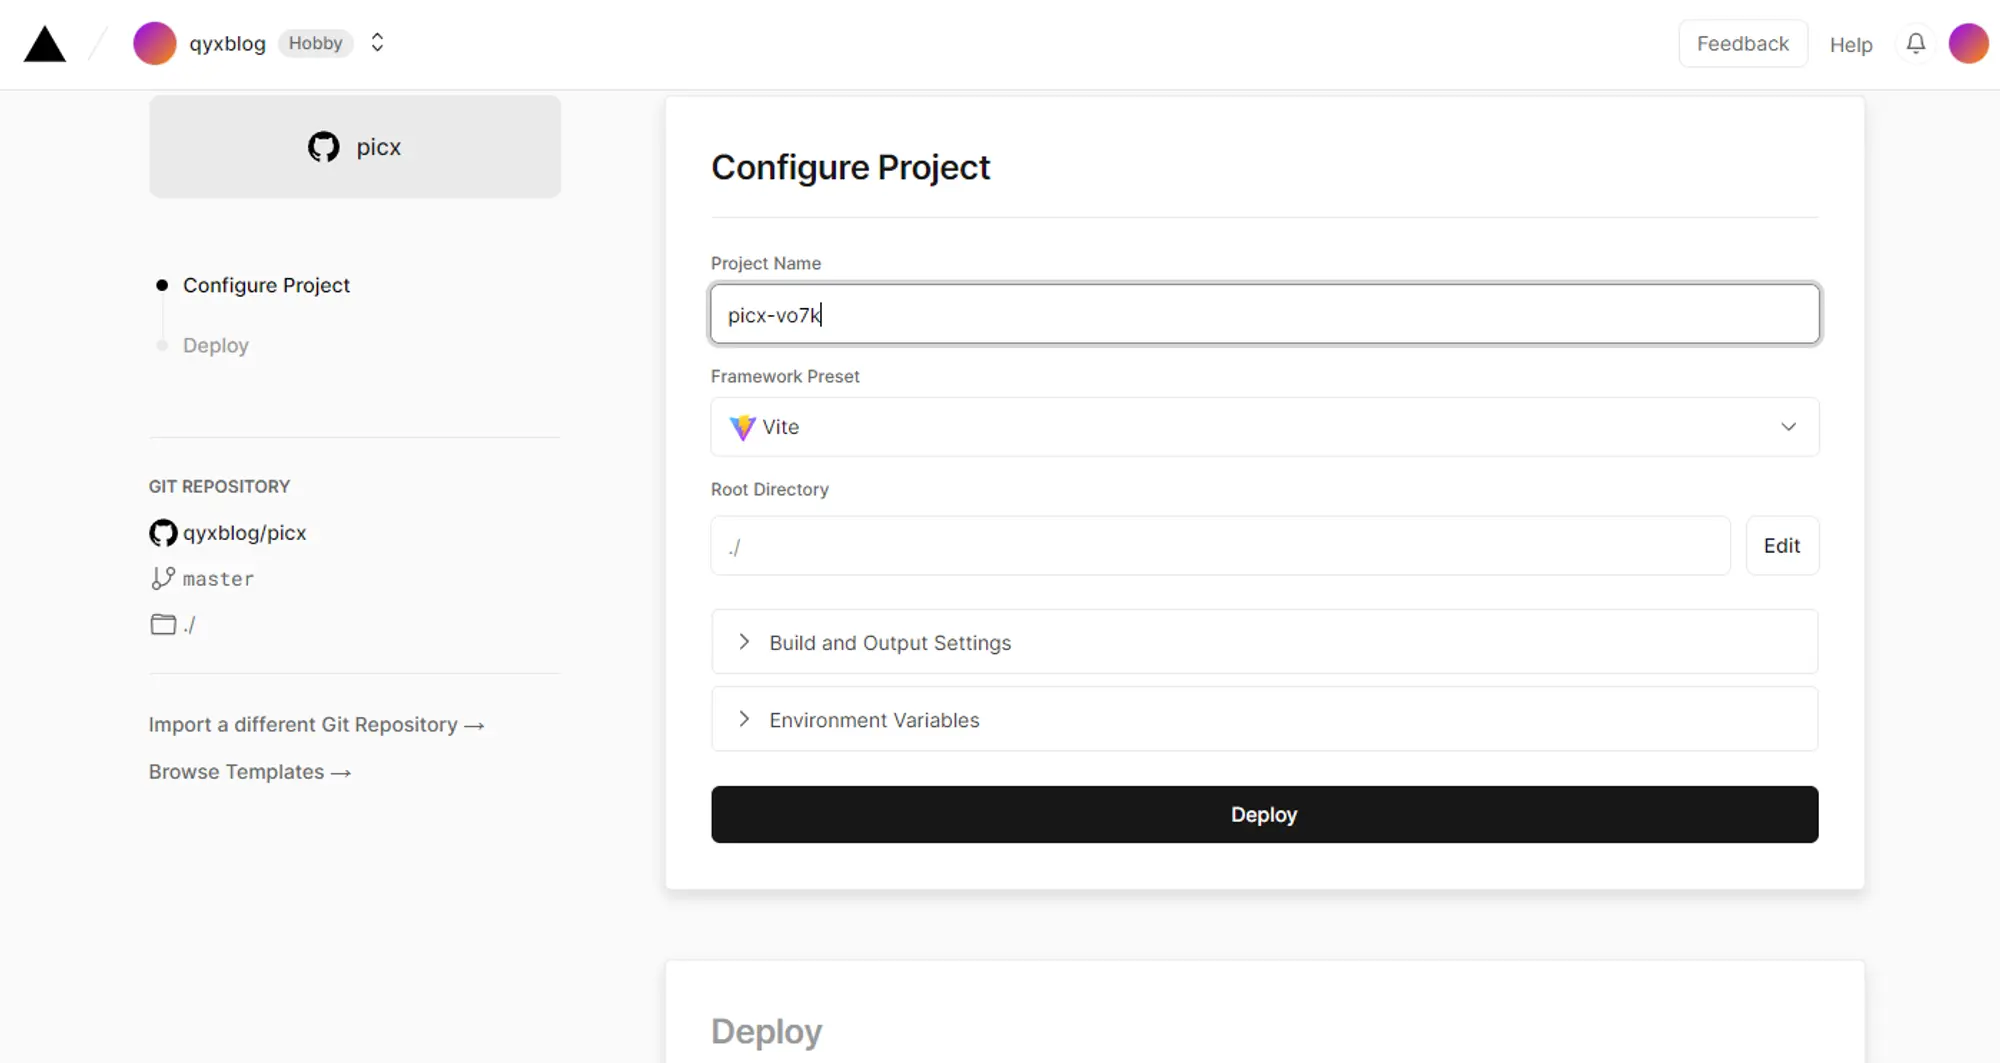 qyxblog Hobby
Feedback Help
picx
Configure Project
Deploy
GIT REPOSITORY
qyxblog/picx
master
./
Import a different Git Repository →
Browse Templates →
Configure Project
Project Name
picx-vo7k
Framework Preset
Vite
Root Directory
./
Edit
Build and Output Settings
Environment Variables
Deploy
Deploy